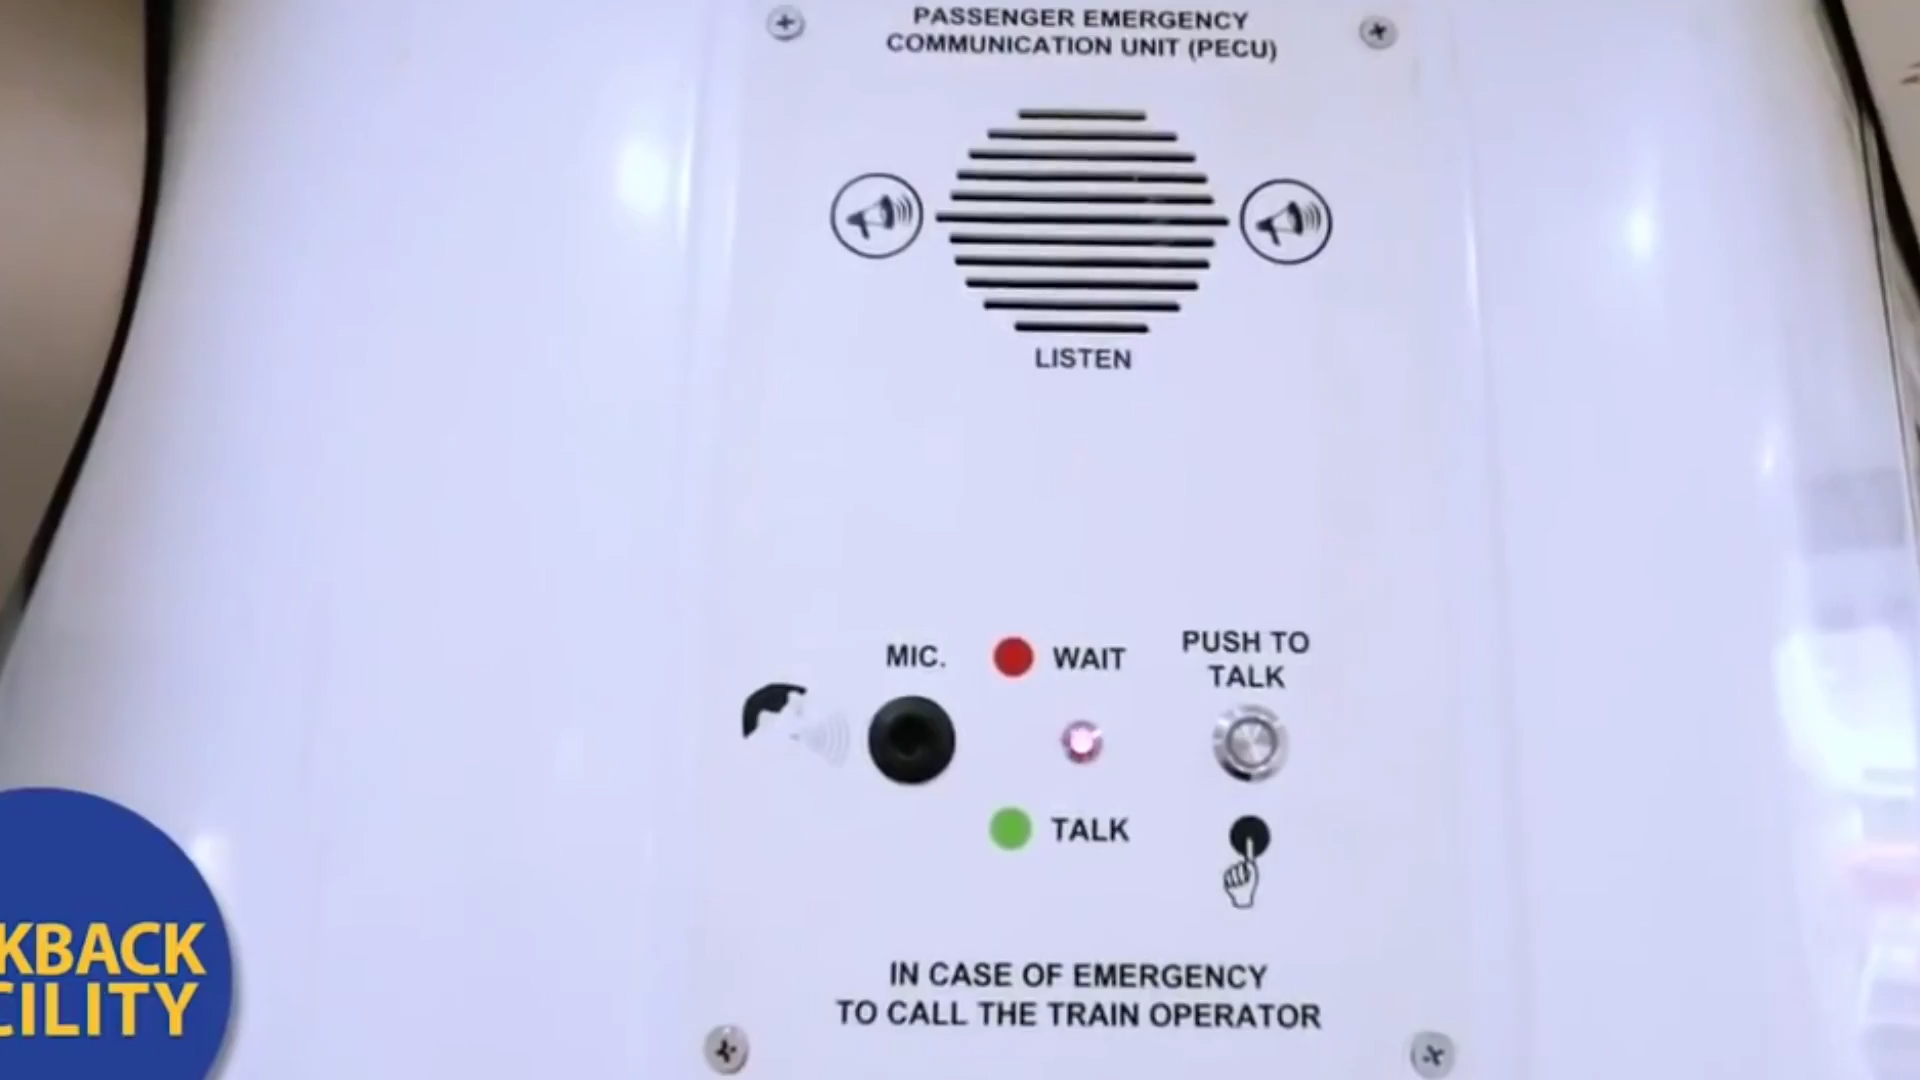 PASSENGER EMERGENCY
COMMUNICATION UNIT (PECU)
LISTEN
MIC.
WAIT
PUSH TO
TALK
TALK
IN CASE OF EMERGENCY
TO CALL THE TRAIN OPERATOR
KBACK
CILITY